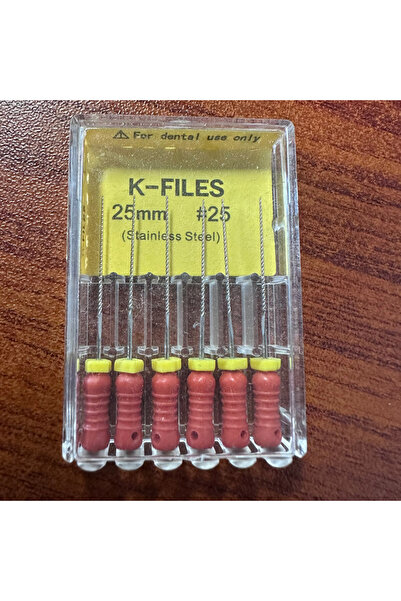 ⚠ For dental use only
K-FILES
25mm #25
(Stainless Steel)